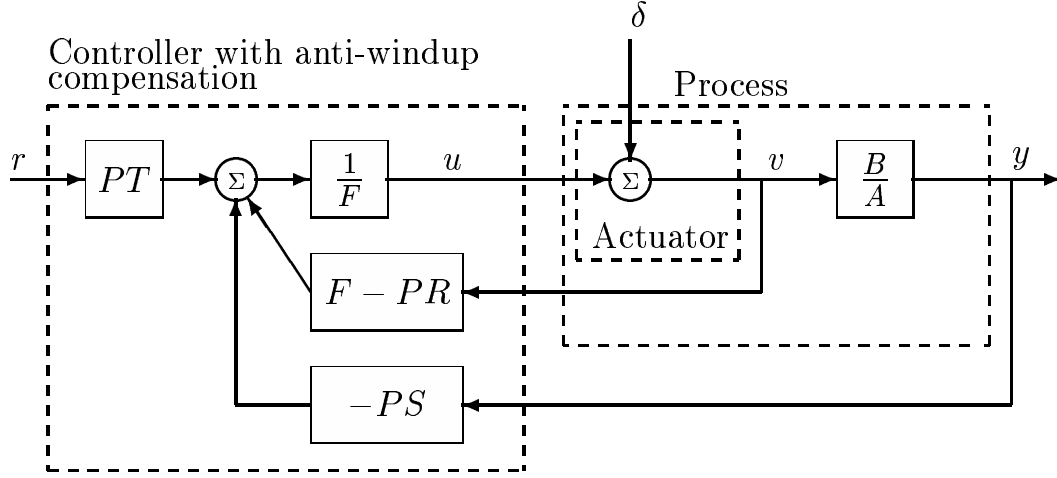 δ
Controller with anti-windup
compensation
Process
r
PT
Σ
1
F
u
Σ
v
B
A
y
Actuator
F − PR
−PS